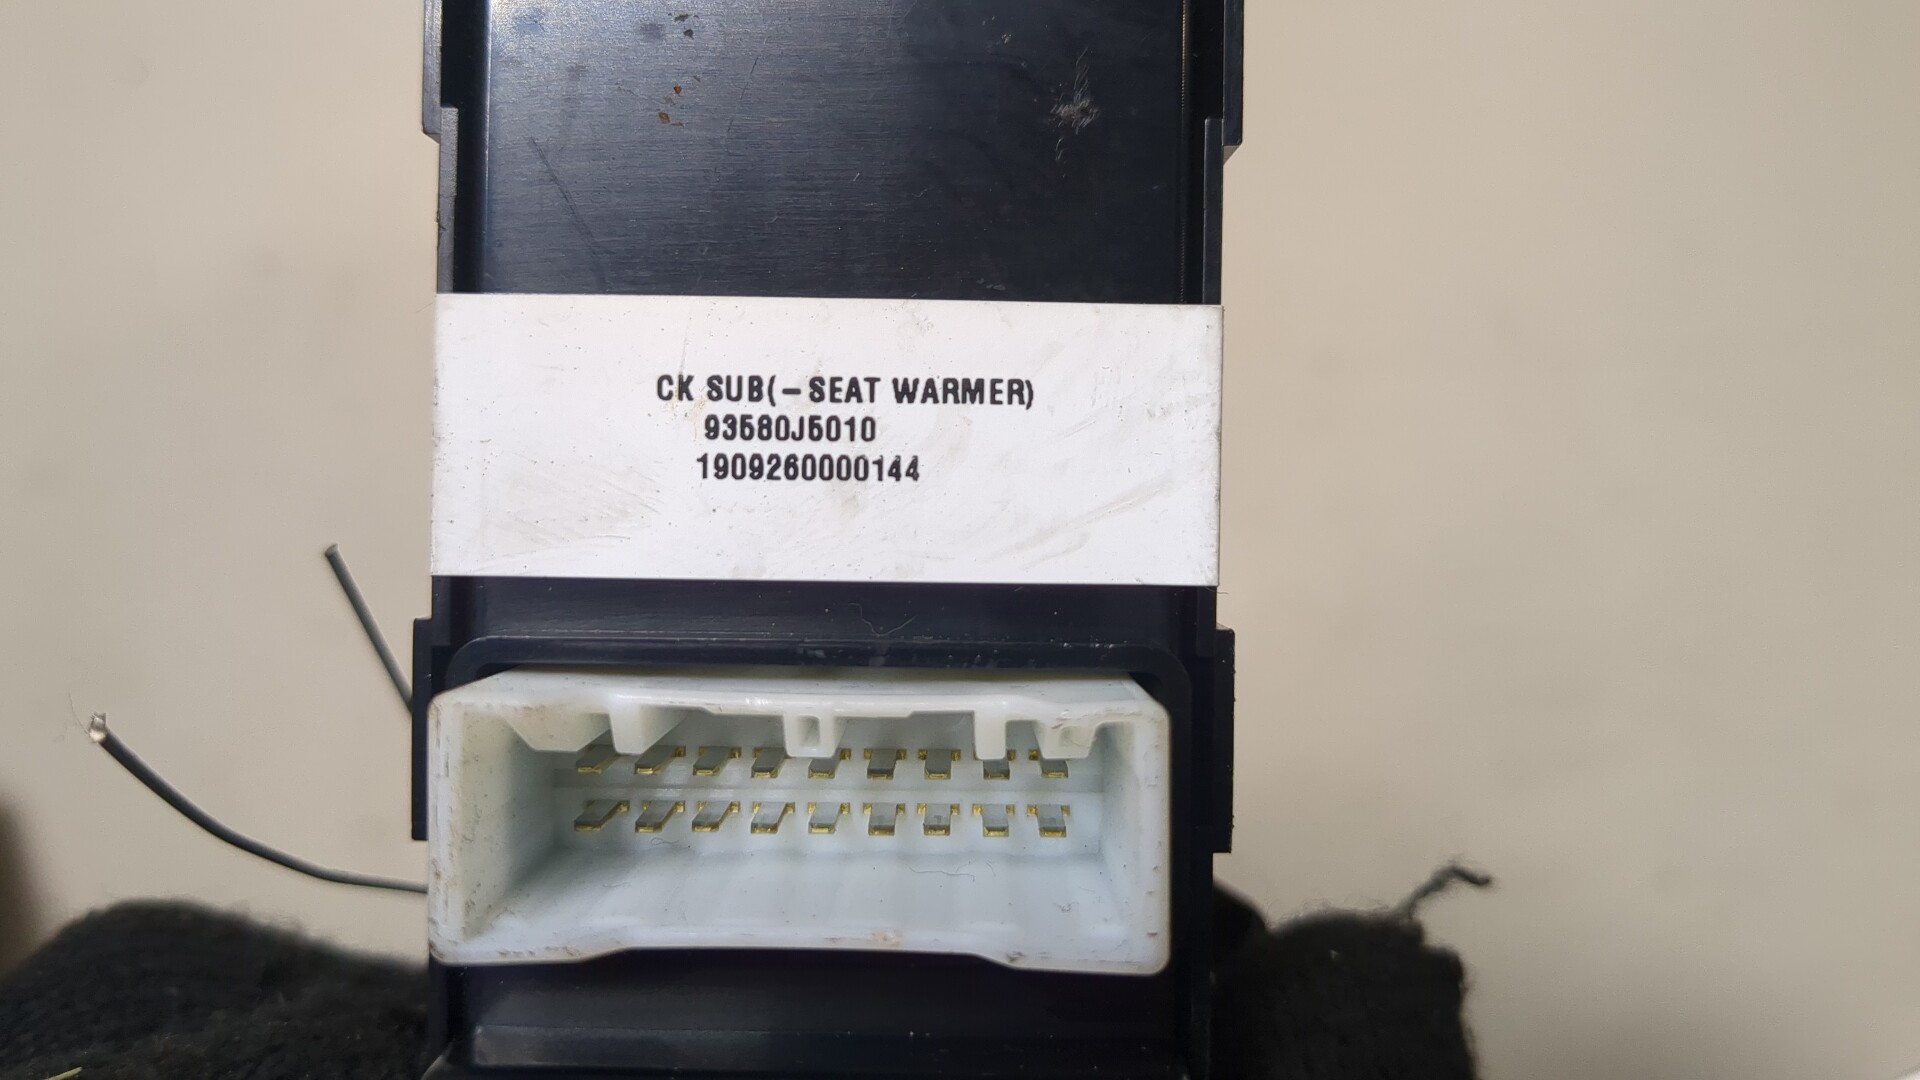 CK SUB(-SEAT WARMER)
93580J5010
1909260000144